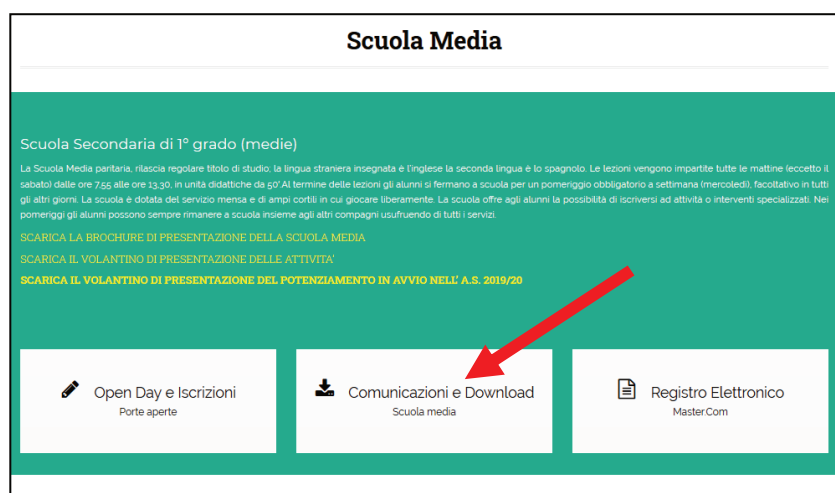 Scuola Media
Scuola Secondaria di 1° grado (medie)
La Scuola Media paritaria, rilascia regolare titolo di studio; la lingua straniera insegnata è l'inglese la seconda lingua è lo spagnolo. Le lezioni vengono impartite tutte le mattine (eccetto il
sabato) dalle ore 7,55 alle ore 13.30, in unità didattiche da 50'.Al termine delle lezioni gli alunni si fermano a scuola per un pomeriggio obbligatorio a settimana (mercoledì), facoltativo in tutti
gli altri giorni. La scuola è dotata del servizio mensa e di ampi cortili in cui giocare liberamente. La scuola offre agli alunni la possibilità di iscriversi ad attività o interventi specializzati. Nei
pomeriggi gli alunni possono sempre rimanere a scuola insieme agli altri compagni usufruendo di tutti i servizi.
SCARICA LA BROCHURE DI PRESENTAZIONE DELLA SCUOLA MEDIA
SCARICA IL VOLANTINO DI PRESENTAZIONE DELLE ATTIVITA'
SCARICA IL VOLANTINO DI PRESENTAZIONE DEL POTENZIAMENTO IN AVVIO NELL' A.S. 2019/20
Open Day e Iscrizioni
Porte aperte
Comunicazioni e Download
Scuola media
Registro Elettronico
MasterCom